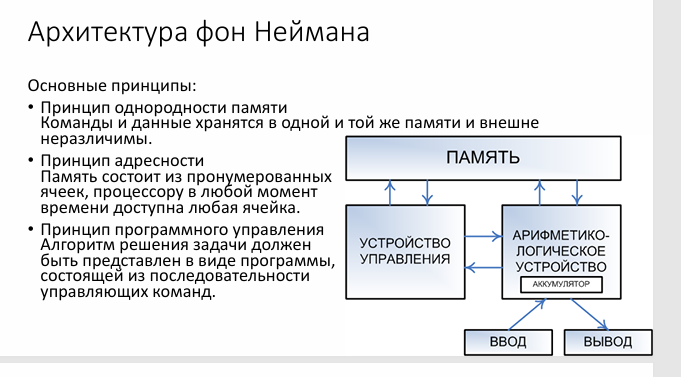 Архитектура фон Неймана
Основные принципы:
• Принцип однородности памяти
Команды и данные хранятся в одной и той же памяти и внешне
неразличимы.
• Принцип адресности
Память состоит из пронумерованных
ячеек, процессору в любой момент
времени доступна любая ячейка.
• Принцип программного управления
Алгоритм решения задачи должен
быть представлен в виде программы,
состоящей из последовательности
управляющих команд.
ПАМЯТЬ
УСТРОЙСТВО
УПРАВЛЕНИЯ
АРИФМЕТИКО-
ЛОГИЧЕСКОЕ
УСТРОЙСТВО
АККУМУЛЯТОР
ВВОД
ВЫВОД